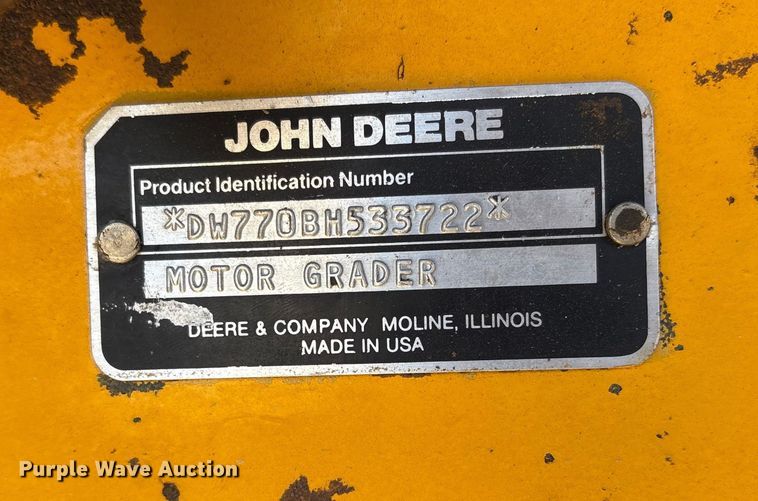 JOHN DEERE
Product Identification Number
*DW770BH533722*
MOTOR GRADER
DEERE & COMPANY MOLINE, ILLINOIS
MADE IN USA
Purple Wave Auction